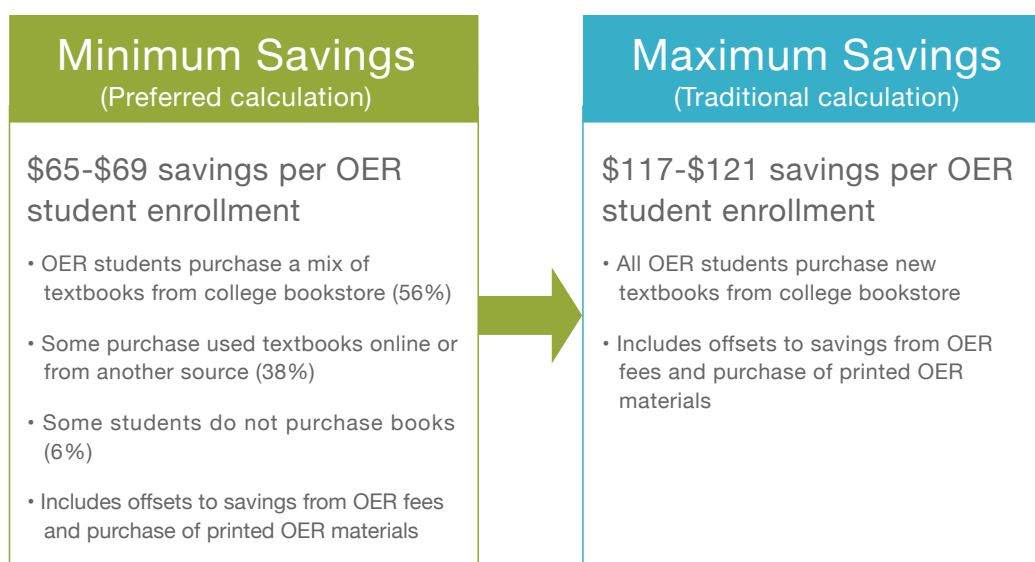 Minimum Savings
(Preferred calculation)
$65-$69 savings per OER
student enrollment
• OER students purchase a mix of
textbooks from college bookstore (56%)
• Some purchase used textbooks online or
from another source (38%)
• Some students do not purchase books
(6%)
• Includes offsets to savings from OER fees
and purchase of printed OER materials
Maximum Savings
(Traditional calculation)
$117-$121 savings per OER
student enrollment
• All OER students purchase new
textbooks from college bookstore
• Includes offsets to savings from OER
fees and purchase of printed OER
materials